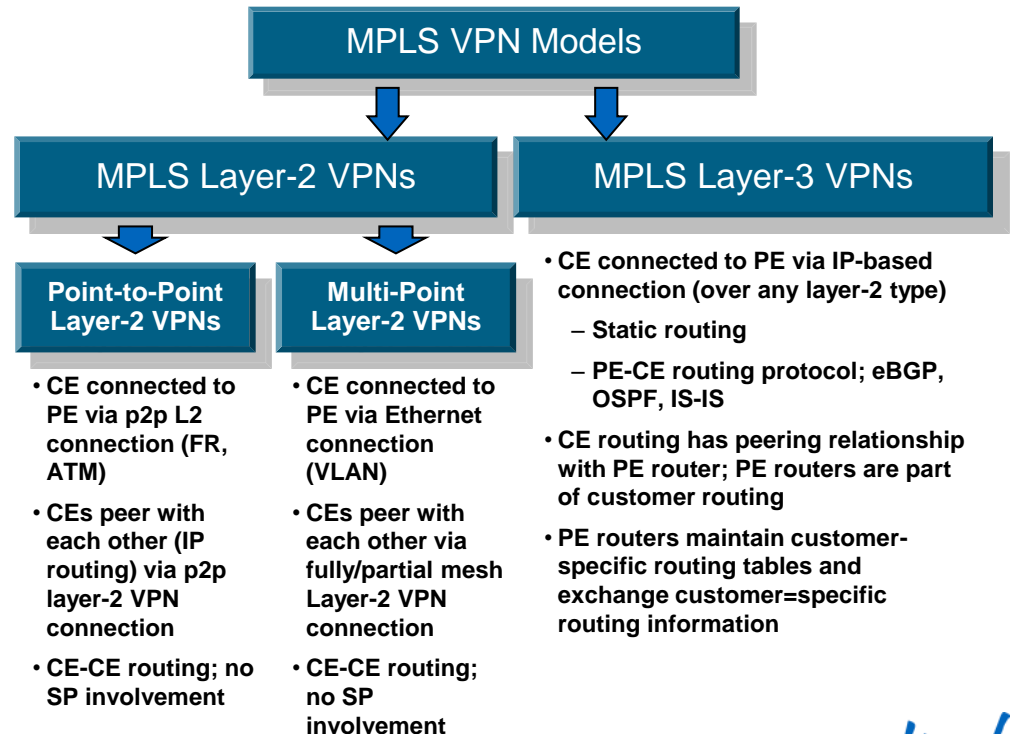 MPLS VPN Models
MPLS Layer-2 VPNs
MPLS Layer-3 VPNs
Point-to-Point
Layer-2 VPNs
• CE connected to
PE via p2p L2
connection (FR,
ATM)
• CEs peer with
each other (IP
routing) via p2p
layer-2 VPN
connection
• CE-CE routing; no
SP involvement
Multi-Point
Layer-2 VPNs
• CE connected to
PE via Ethernet
connection
(VLAN)
• CEs peer with
each other via
fully/partial mesh
Layer-2 VPN
connection
• CE-CE routing;
no SP
involvement
• CE connected to PE via IP-based
connection (over any layer-2 type)
– Static routing
– PE-CE routing protocol; eBGP,
OSPF, IS-IS
• CE routing has peering relationship
with PE router; PE routers are part
of customer routing
• PE routers maintain customer-
specific routing tables and
exchange customer=specific
routing information